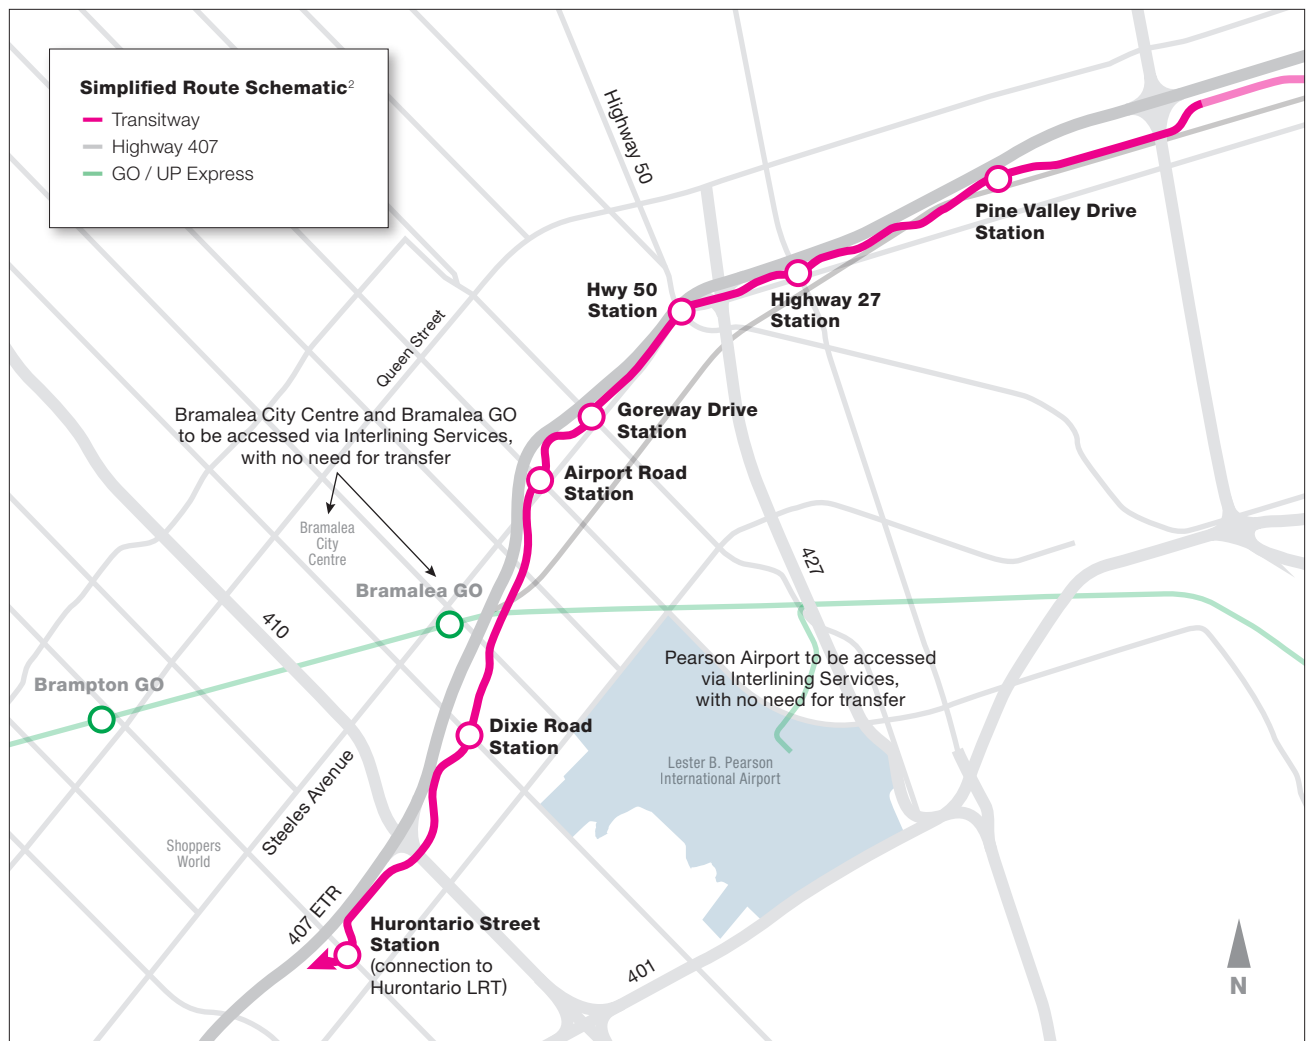 Simplified Route Schematic²
Transitway
Highway 407
GO / UP Express
Highway 50
Pine Valley Drive
Station
Hwy 50
Station
Highway 27
Station
Queen Street
Bramalea City Centre and Bramalea GO
to be accessed via Interlining Services,
with no need for transfer
Goreway Drive
Station
Airport Road
Station
Bramalea
City
Centre
Bramalea GO
427
410
Brampton GO
Pearson Airport to be accessed
via Interlining Services,
with no need for transfer
Dixie Road
Station
Lester B. Pearson
International Airport
Steeles Avenue
Shoppers
World
407 ETR
Hurontario Street
Station
(connection to
Hurontario LRT)
401
N